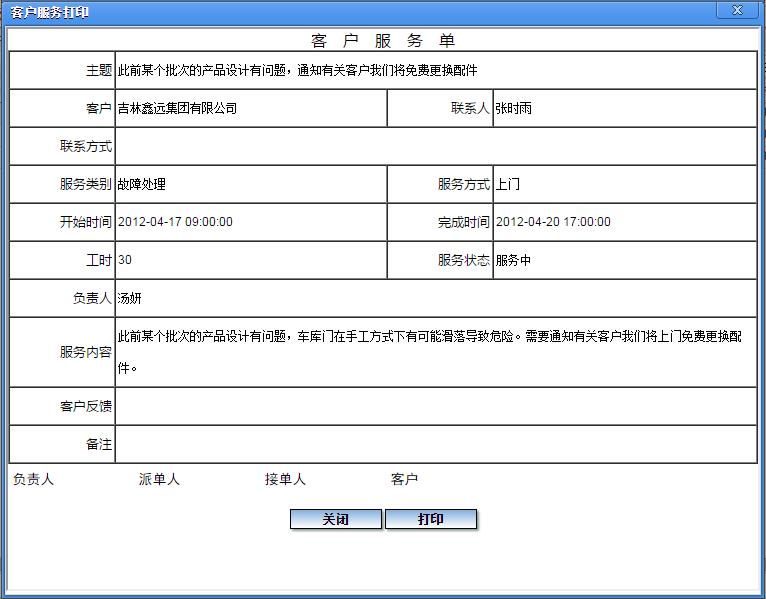 客户服务打印
客 户 服 务 单
主题 此前某个批次的产品设计有问题，通知有关客户我们将免费更换配件
客户 吉林鑫远集团有限公司 联系人 张时雨
联系方式
服务类别 故障处理 服务方式 上门
开始时间 2012-04-17 09:00:00 完成时间 2012-04-20 17:00:00
工时 30 服务状态 服务中
负责人 汤妍
服务内容 此前某个批次的产品设计有问题，车库门在手工方式下有可能滑落导致危险。需要通知有关客户我们将上门免费更换配
件。
客户反馈
备注
负责人 派单人 接单人 客户
关闭 打印